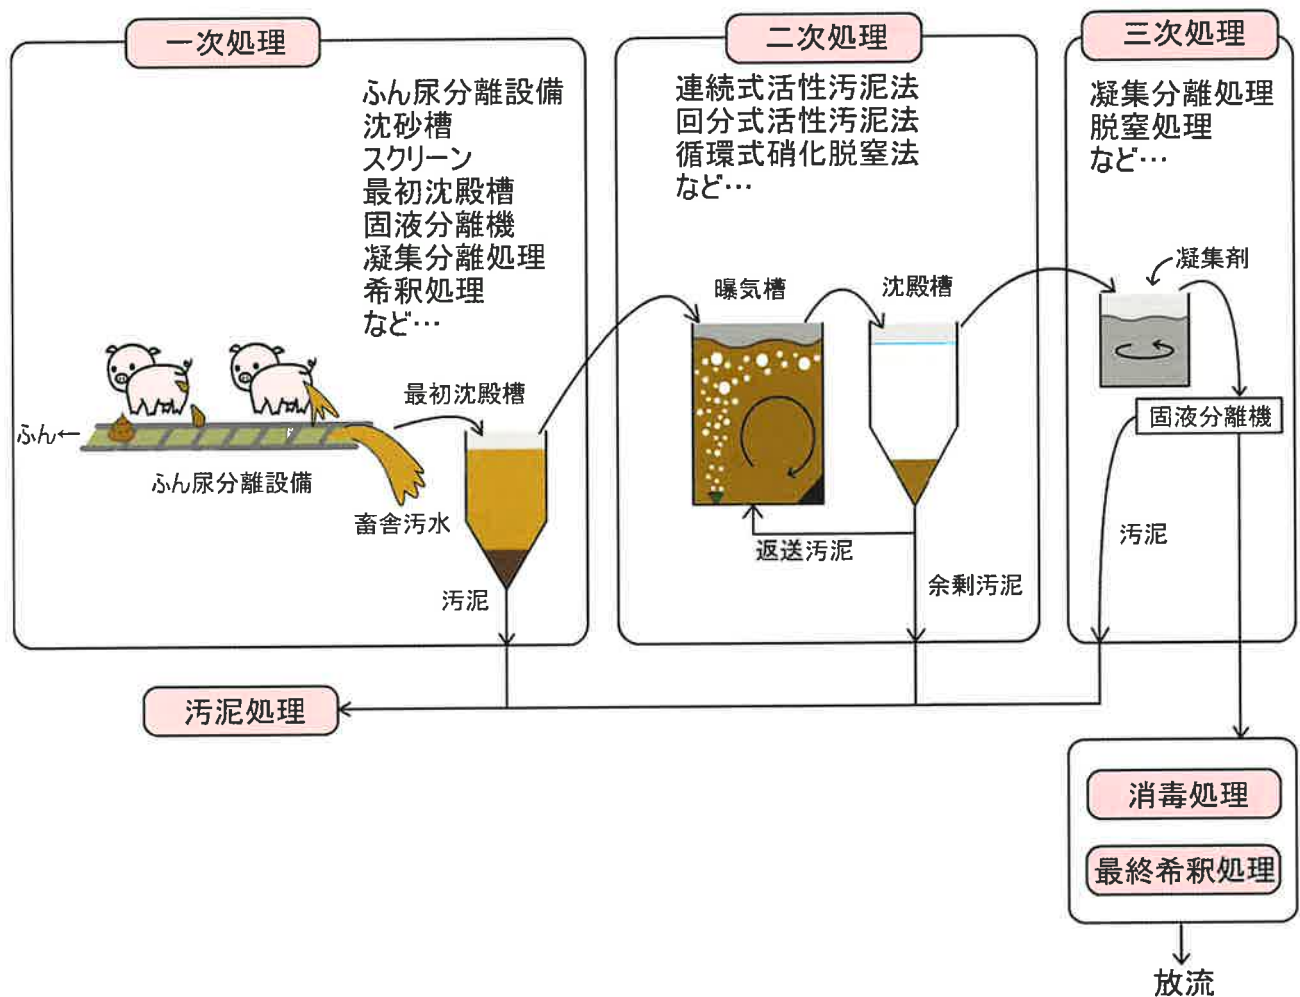 一次処理
ふん尿分離設備
沈砂槽
スクリーン
最初沈殿槽
固液分離機
凝集分離処理
希釈処理
など…
ふん←
ふん尿分離設備
畜舎汚水
最初沈殿槽
汚泥
二次処理
連続式活性汚泥法
回分式活性汚泥法
循環式硝化脱窒法
など…
曝気槽
沈殿槽
返送汚泥
余剰汚泥
三次処理
凝集分離処理
脱窒処理
など…
凝集剤
固液分離機
汚泥
汚泥処理
消毒処理
最終希釈処理
放流